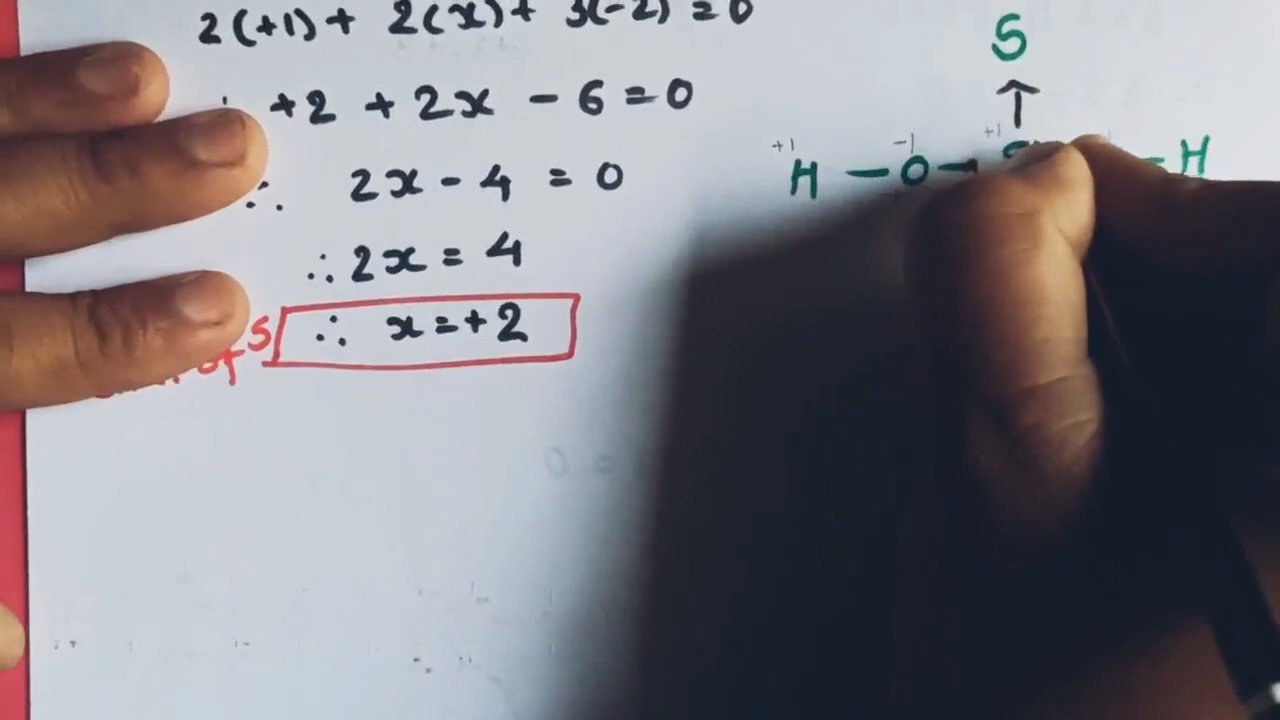 2(+1) + 2(x) + 3(-2) = 0
+2 + 2x - 6 = 0
∴ 2x - 4 = 0
∴ 2x = 4
of S ∴ x = +2
S
↑
+1 -1 +1
H - O - S - H